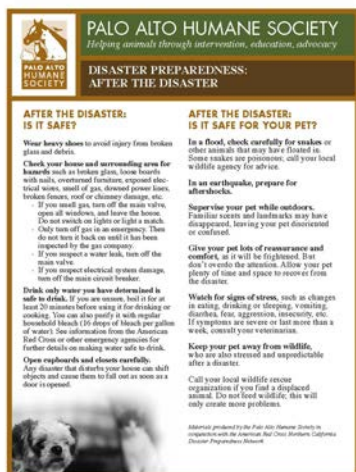 PALO ALTO HUMANE SOCIETY
Helping animals through intervention, education, advocacy
PALO ALTO
HUMANE
SOCIETY
DISASTER PREPAREDNESS:
AFTER THE DISASTER
AFTER THE DISASTER:
IS IT SAFE?
Wear heavy shoes to avoid injury from broken
glass and debris.
Check your house and surrounding area for
hazards such as broken glass, loose boards
with nails, overturned furniture, exposed elec-
trical wires, smell of gas, downed power lines,
broken fences, roof or chimney damage, etc.
- If you smell gas, turn off the main valve,
open all windows, and leave the house.
Do not switch on lights or light a match.
- Only turn off gas in an emergency. Then
do not turn it back on until it has been
inspected by the gas company.
- If you suspect a water leak, turn off the
main valve.
- If you suspect electrical system damage,
turn off the main circuit breaker.
Drink only water you have determined is
safe to drink. If you are unsure, boil it for at
least 20 minutes before using it for drinking or
cooking. You can also purify it with regular
household bleach (16 drops of bleach per gallon
of water). See information from the American
Red Cross or other emergency agencies for
further details on making water safe to drink.
Open cupboards and closets carefully.
Any disaster that disturbs your house can shift
objects and cause them to fall out as soon as a
door is opened.
AFTER THE DISASTER:
IS IT SAFE FOR YOUR PET?
In a flood, check carefully for snakes or
other animals that may have floated in.
Some snakes are poisonous; call your local
wildlife agency for advice.
In an earthquake, prepare for
aftershocks.
Supervise your pet while outdoors.
Familiar scents and landmarks may have
disappeared, leaving your pet disoriented
or confused.
Give your pet lots of reassurance and
comfort, as it will be frightened. But
don't overdo the attention. Allow your pet
plenty of time and space to recover from
the disaster.
Watch for signs of stress, such as changes
in eating, drinking or sleeping, vomiting,
diarrhea, fear, aggression, insecurity, etc.
If symptoms are severe or last more than a
week, consult your veterinarian.
Keep your pet away from wildlife,
who are also stressed and unpredictable
after a disaster.
Call your local wildlife rescue
organization if you find a displaced
animal. Do not feed wildlife; this will
only create more problems.
Materials produced by the Palo Alto Humane Society in
conjunction with the American Red Cross Northern California
Disaster Preparedness Network